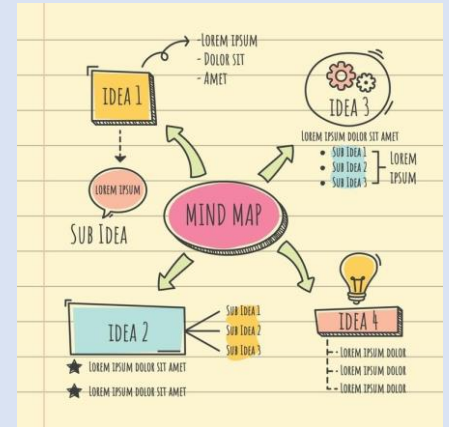 -Lorem ipsum
- Dolor sit
- Amet
IDEA 1
Lorem ipsum
Sub Idea
IDEA 3
Lorem ipsum dolor sit amet
• Sub Idea 1
• Sub Idea 2
• Sub Idea 3
Lorem
ipsum
MIND MAP
IDEA 2
Sub Idea 1
Sub Idea 2
Sub Idea 3
Lorem ipsum dolor sit amet
Lorem ipsum dolor sit amet
IDEA 4
- Lorem ipsum dolor
- Lorem ipsum dolor
- Lorem ipsum dolor